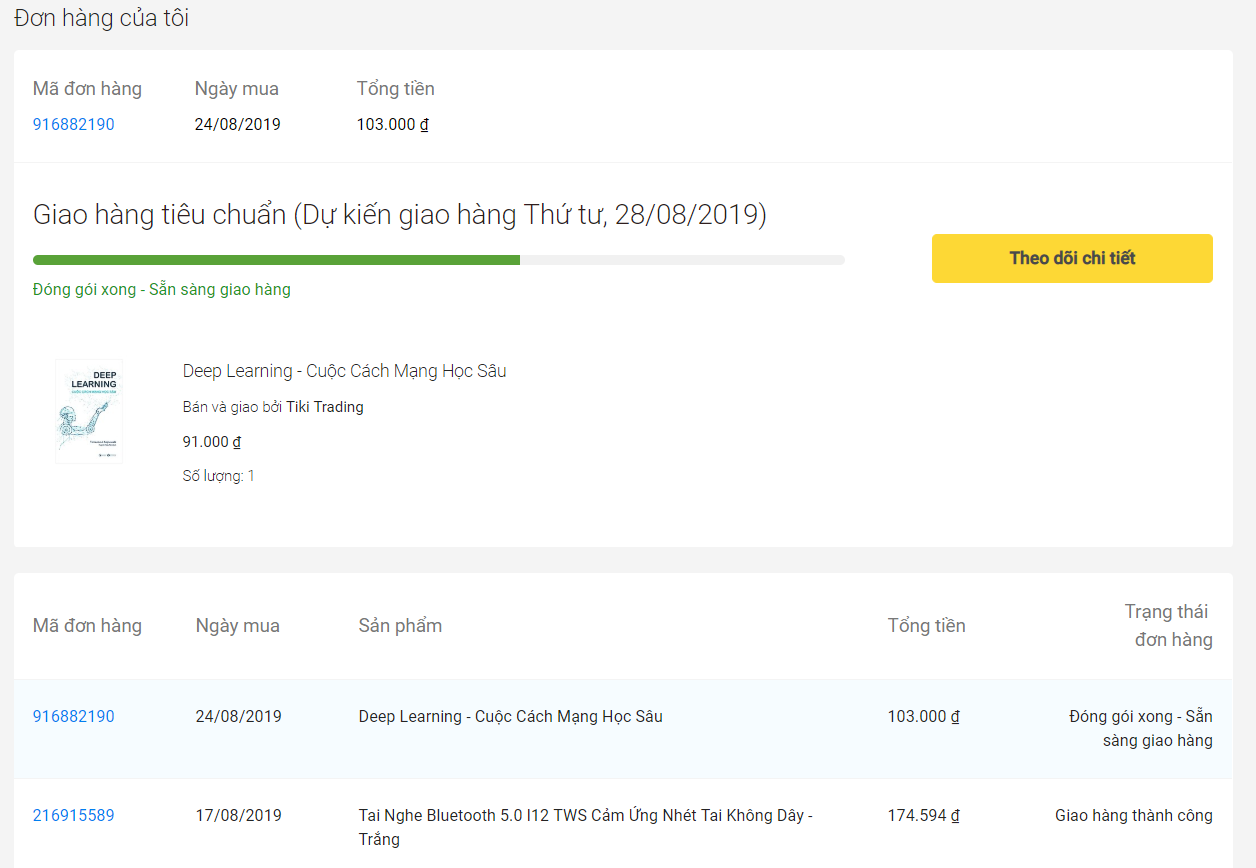 Đơn hàng của tôi
Mã đơn hàng Ngày mua Tổng tiền
916882190 24/08/2019 103.000 ₫
Giao hàng tiêu chuẩn (Dự kiến giao hàng Thứ tư, 28/08/2019)
Theo dõi chi tiết
Đóng gói xong - Sẵn sàng giao hàng
DEEP
LEARNING
Deep Learning - Cuộc Cách Mạng Học Sâu
Bán và giao bởi Tiki Trading
91.000 ₫
Số lượng: 1
Mã đơn hàng Ngày mua Sản phẩm Tổng tiền Trạng thái
đơn hàng
916882190 24/08/2019 Deep Learning - Cuộc Cách Mạng Học Sâu 103.000 ₫ Đóng gói xong - Sẵn
sàng giao hàng
216915589 17/08/2019 Tai Nghe Bluetooth 5.0 I12 TWS Cảm Ứng Nhét Tai Không Dây - 174.594 ₫ Giao hàng thành công
Trắng